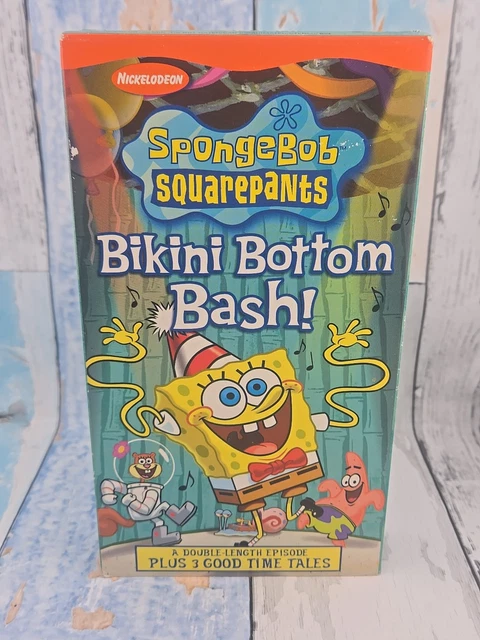 NICKELODEON
SpongeBob
SQUAREPANTS
Bikini Bottom
Bash!
A DOUBLE-LENGTH EPISODE
PLUS 3 GOOD TIME TALES